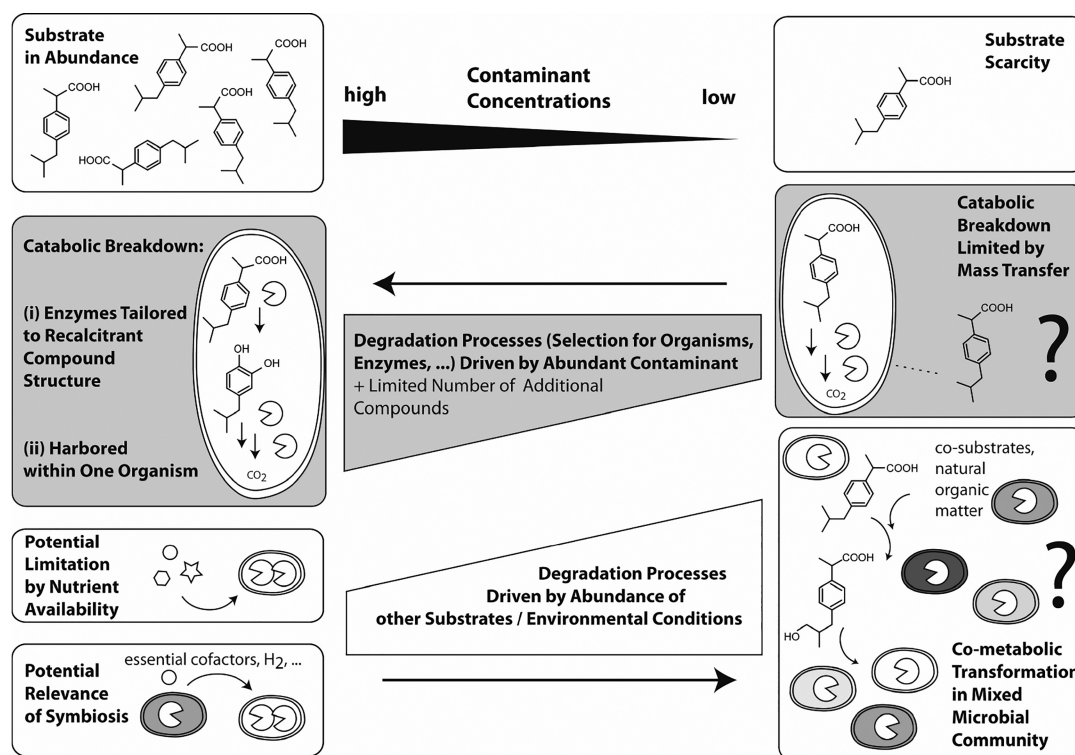 Substrate
in Abundance
COOH
COOH
COOH
COOH
HOOC
high
Contaminant
Concentrations
low
Substrate
Scarcity
COOH
Catabolic Breakdown:
(i) Enzymes Tailored
to Recalcitrant
Compound
Structure
(ii) Harbored
within One Organism
COOH
OH
OH
CO2
Degradation Processes (Selection for Organisms,
Enzymes, ...) Driven by Abundant Contaminant
+ Limited Number of Additional
Compounds
COOH
CO2
Catabolic
Breakdown
Limited by
Mass Transfer
COOH
?
Potential
Limitation
by Nutrient
Availability
Potential
Relevance
of Symbiosis
essential cofactors, H2, ...
Degradation Processes
Driven by Abundance of
other Substrates / Environmental Conditions
COOH
co-substrates,
natural
organic
matter
COOH
HO
?
Co-metabolic
Transformation
in Mixed
Microbial
Community